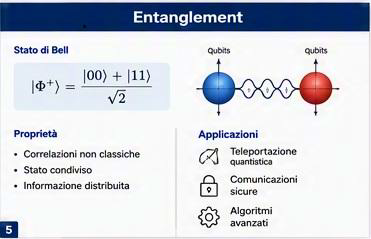 Entanglement
Stato di Bell
|Φ⁺⟩ = |00⟩ + |11⟩ / √2
Qubits
Qubits
Proprietà
• Correlazioni non classiche
• Stato condiviso
• Informazione distribuita
Applicazioni
Teleportazione
quantistica
Comunicazioni
sicure
Algoritmi
avanzati
5